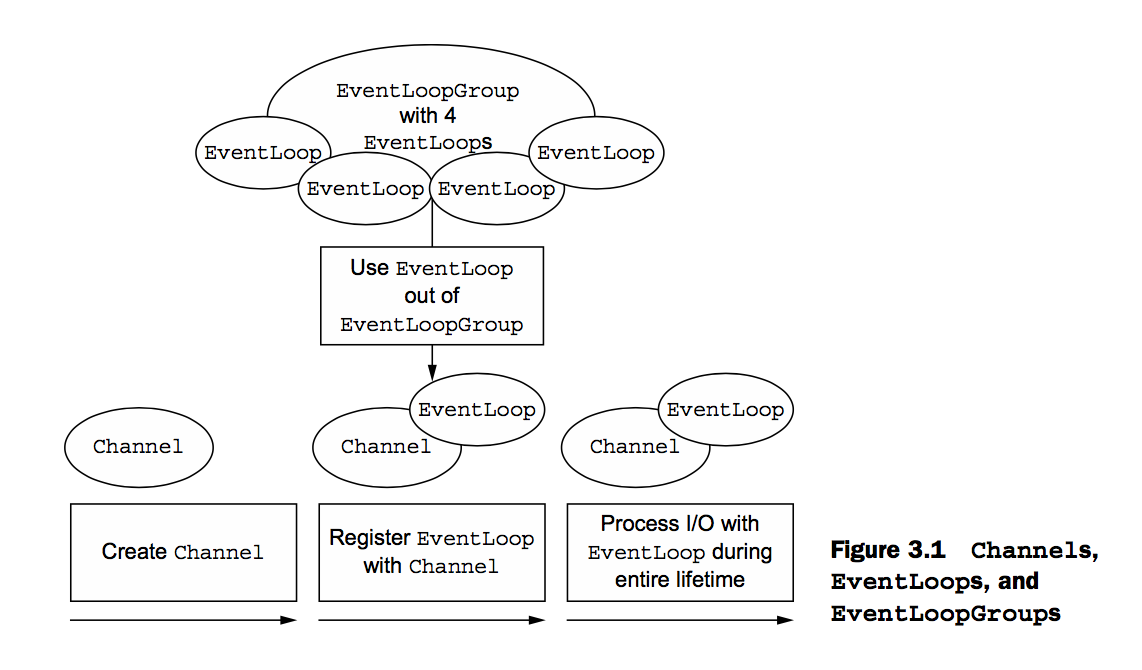 EventLoopGroup
with 4
EventLoops
EventLoop
EventLoop
EventLoop
EventLoop
Use EventLoop
out of
EventLoopGroup
Channel
Channel
EventLoop
Channel
EventLoop
Create Channel
Register EventLoop
with Channel
Process I/O with
EventLoop during
entire lifetime
Figure 3.1 Channels,
EventLoops, and
EventLoopGroups